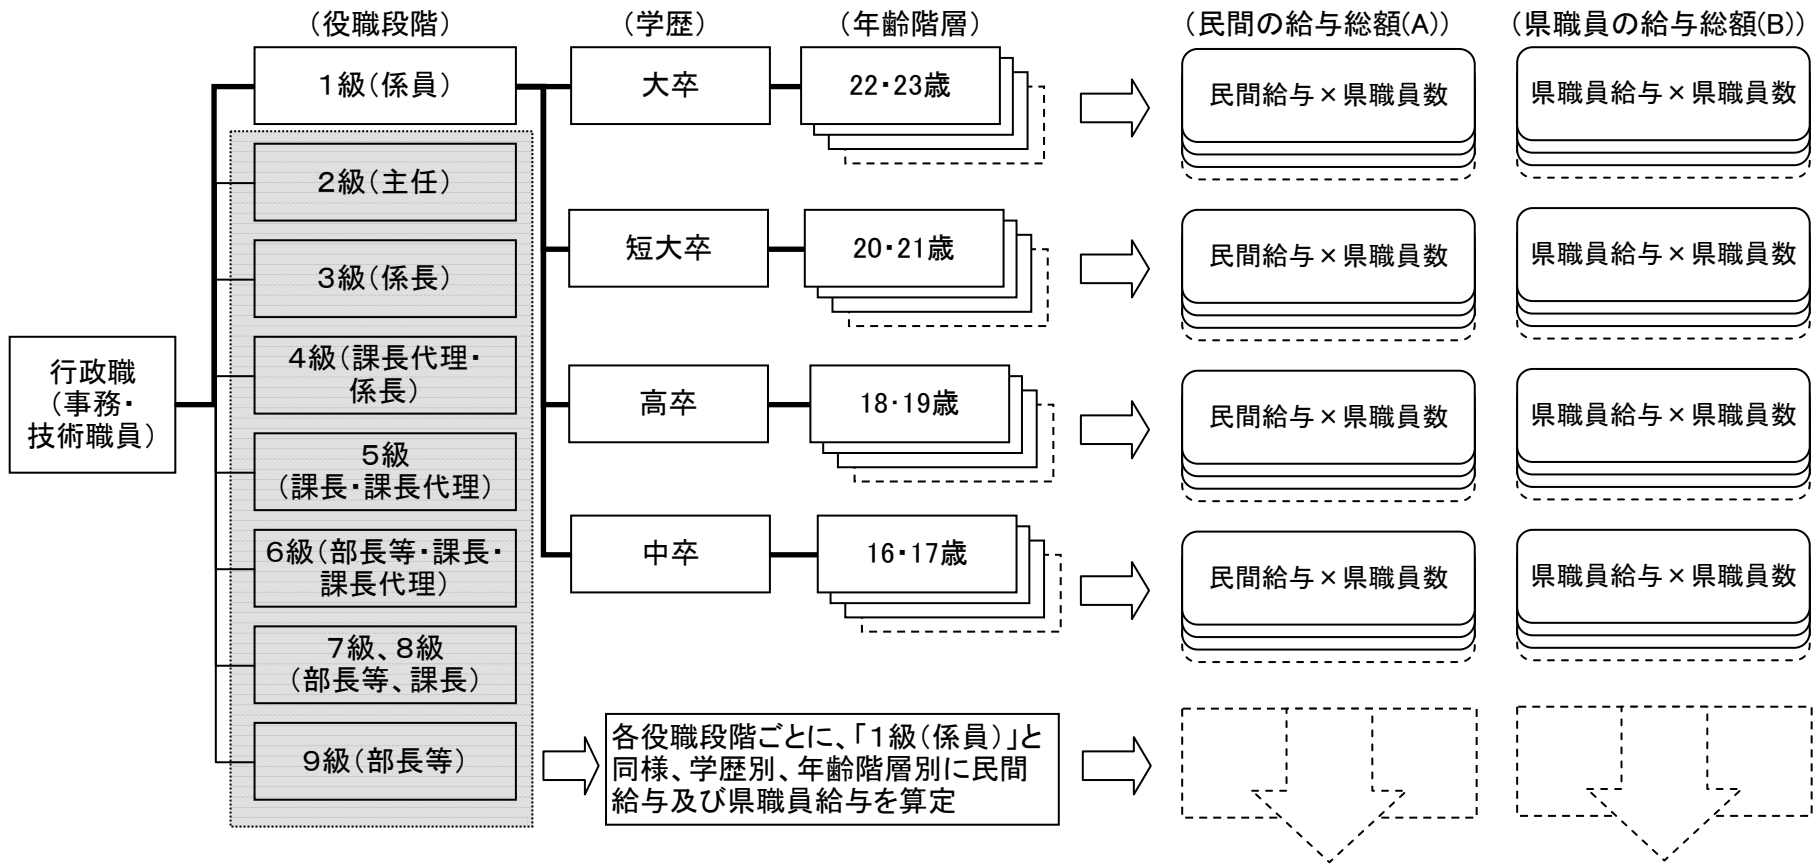 （役職段階）
（学歴）
（年齢階層）
（民間の給与総額(A)）
（県職員の給与総額(B)）
行政職
（事務・
技術職員）
１級（係員）
大卒
22・23歳
民間給与×県職員数
県職員給与×県職員数
２級（主任）
短大卒
20・21歳
民間給与×県職員数
県職員給与×県職員数
３級（係長）
４級（課長代理・
係長）
高卒
18・19歳
民間給与×県職員数
県職員給与×県職員数
５級
（課長・課長代理）
中卒
16・17歳
民間給与×県職員数
県職員給与×県職員数
６級（部長等・課長・
課長代理）
７級、８級
（部長等、課長）
９級（部長等）
各役職段階ごとに、「１級（係員）」と
同様、学歴別、年齢階層別に民間
給与及び県職員給与を算定